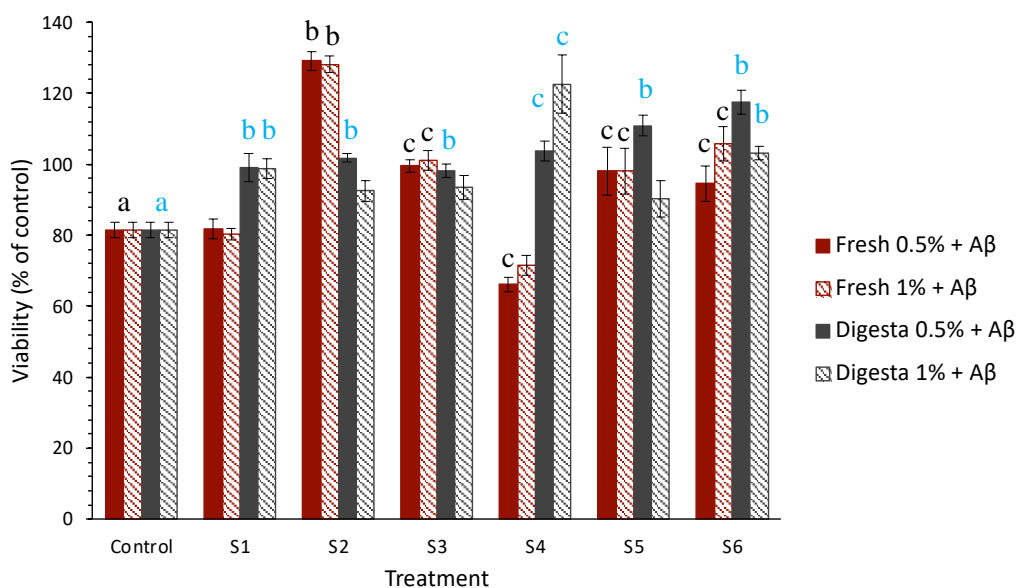 Viability (% of control)
140
120
100
80
60
40
20
0
a a
b b
b b b
c c b
c c c
c c b
c c b b
Control S1 S2 S3 S4 S5 S6
Treatment
Fresh 0.5% + Aβ
Fresh 1% + Aβ
Digesta 0.5% + Aβ
Digesta 1% + Aβ